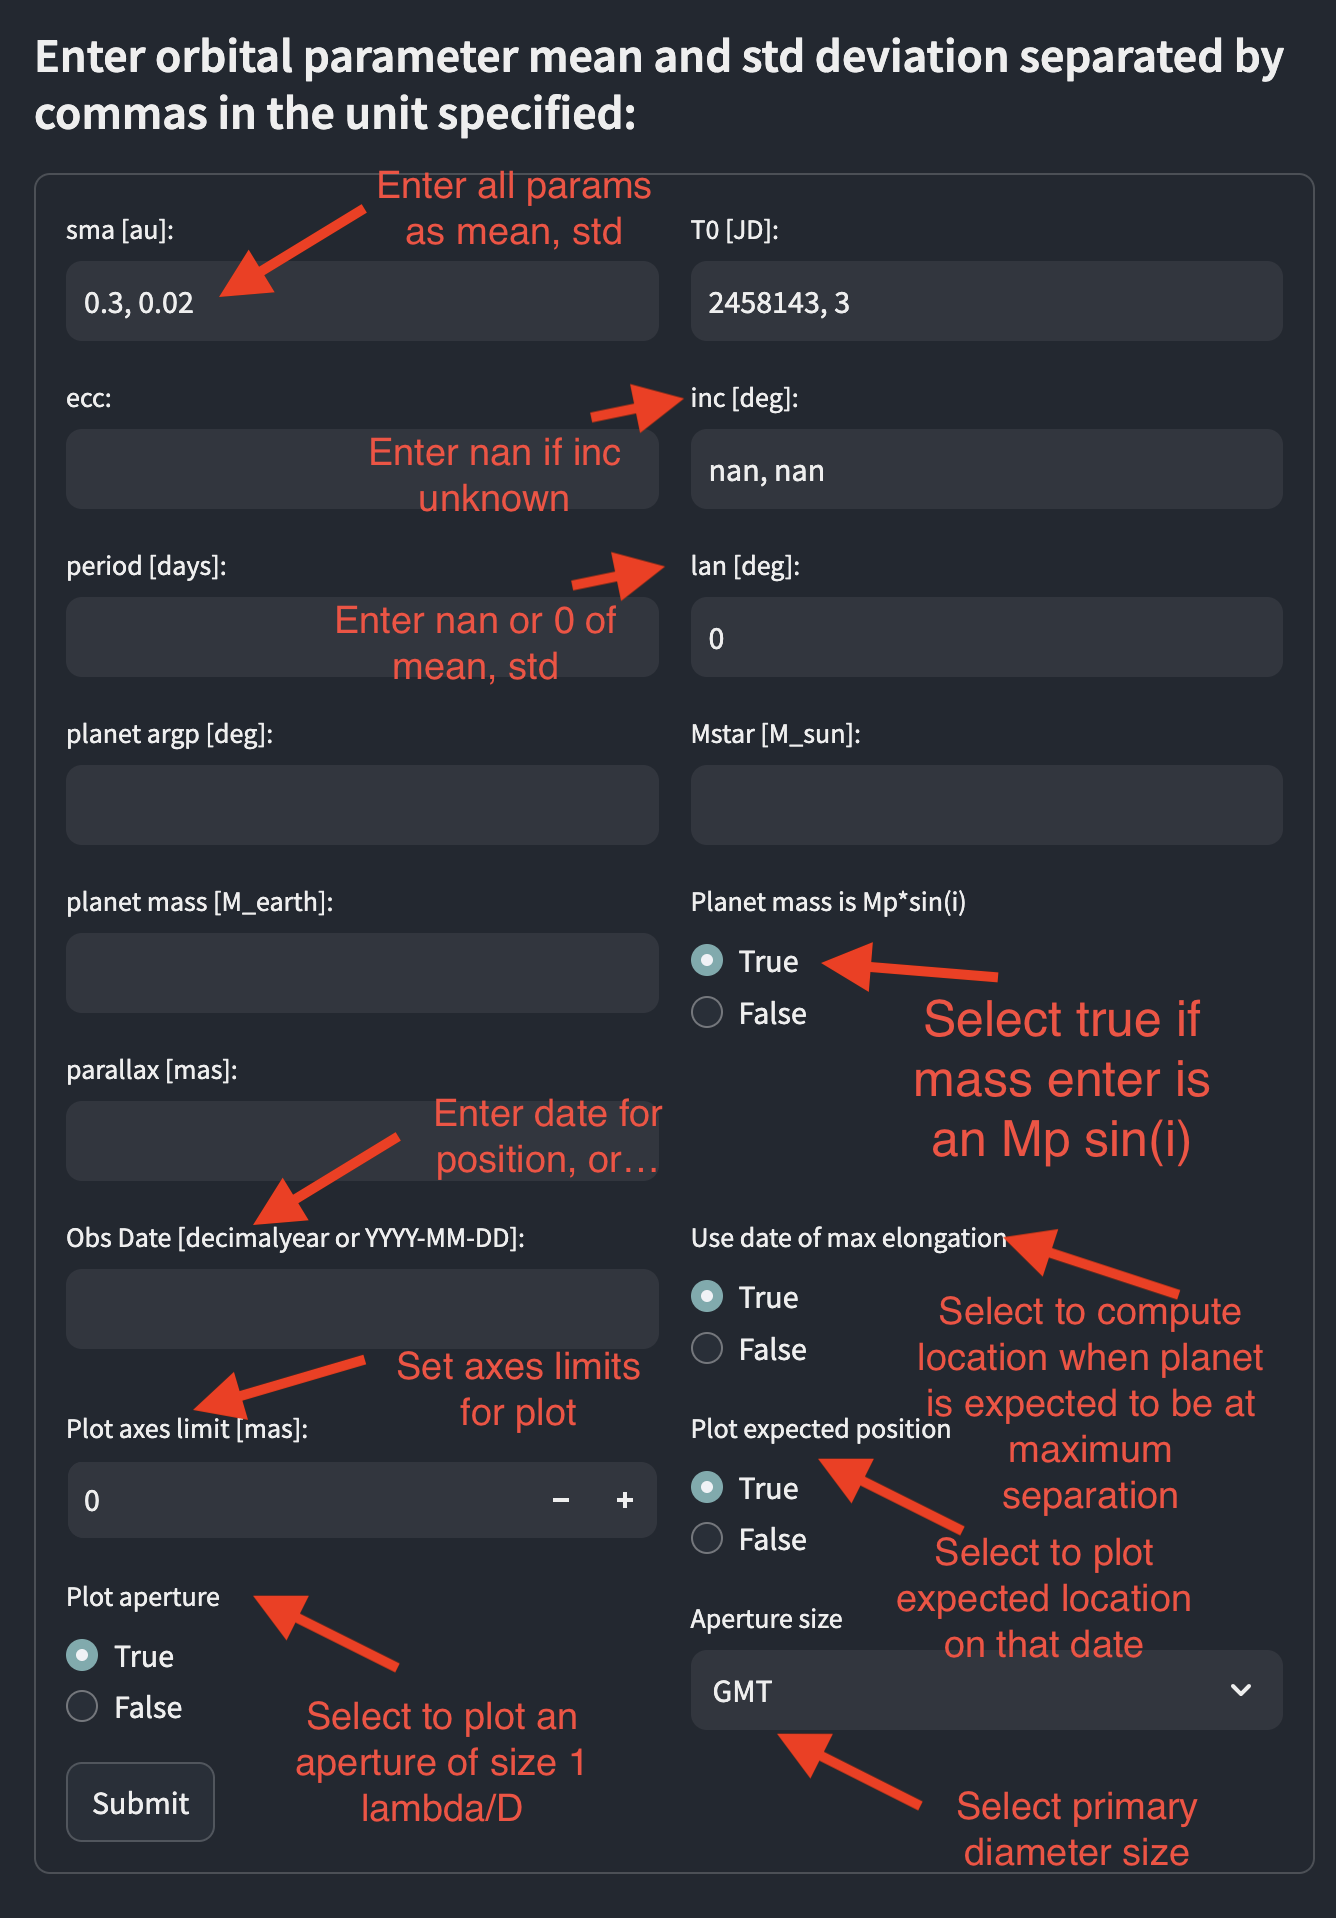 Enter orbital parameter mean and std deviation separated by
commas in the unit specified:
Enter all params
as mean, std
sma [au]:
0.3, 0.02
T0 [JD]:
2458143, 3
ecc:
Enter nan if inc
unknown
inc [deg]:
nan, nan
period [days]:
Enter nan or 0 of
mean, std
lan [deg]:
0
planet argp [deg]:
Mstar [M_sun]:
planet mass [M_earth]:
Planet mass is Mp*sin(i)
True
False
Select true if
mass enter is
an Mp sin(i)
parallax [mas]:
Enter date for
position, or...
Obs Date [decimalyear or YYYY-MM-DD]:
Use date of max elongation
True
False
Select to compute
location when planet
is expected to be at
maximum
separation
Set axes limits
for plot
Plot axes limit [mas]:
0
− +
Plot expected position
True
False
Select to plot
expected location
on that date
Plot aperture
True
False
Select to plot an
aperture of size 1
lambda/D
Aperture size
GMT
Select primary
diameter size
Submit